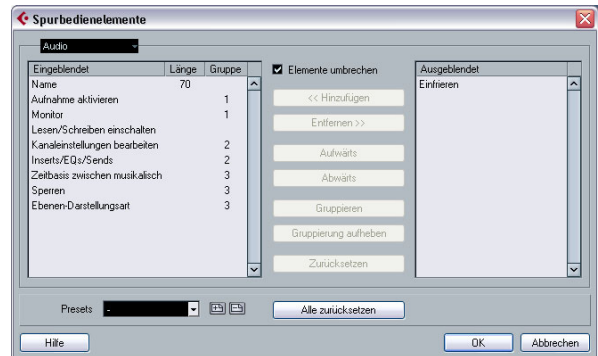 Spurbedienelemente
Audio
Eingeblendet Länge Gruppe
Name 70
Aufnahme aktivieren 1
Monitor 1
Lesen/Schreiben einschalten
Kanaleinstellungen bearbeiten 2
Inserts/EQs/Sends 2
Zeitbasis zwischen musikalisch 3
Sperren 3
Ebenen-Darstellungsart 3
Elemente umbrechen
<< Hinzufügen
Entfernen >>
Aufwärts
Abwärts
Gruppieren
Gruppierung aufheben
Zurücksetzen
Ausgeblendet
Einfrieren
Presets -
Alle zurücksetzen
Hilfe
OK
Abbrechen